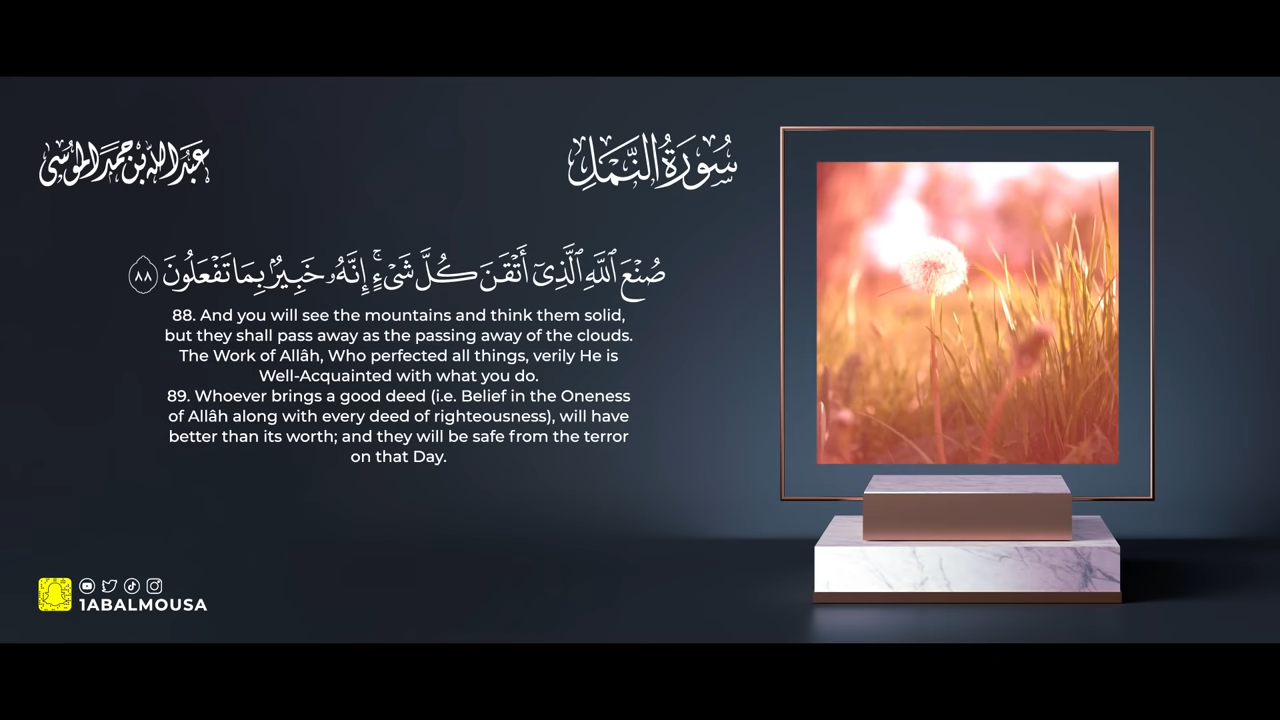 عَبْدُ اللهِ بْنِ حَمَد المُوسَى
سُورَةُ النَّمْلِ
صُنْعَ ٱللَّهِ ٱلَّذِىٓ أَتْقَنَ كُلَّ شَىْءٍ ۚ إِنَّهُۥ خَبِيرٌۢ بِمَا تَفْعَلُونَ ٨٨
88. And you will see the mountains and think them solid,
but they shall pass away as the passing away of the clouds.
The Work of Allâh, Who perfected all things, verily He is
Well-Acquainted with what you do.
89. Whoever brings a good deed (i.e. Belief in the Oneness
of Allâh along with every deed of righteousness), will have
better than its worth; and they will be safe from the terror
on that Day.
1ABALMOUSA